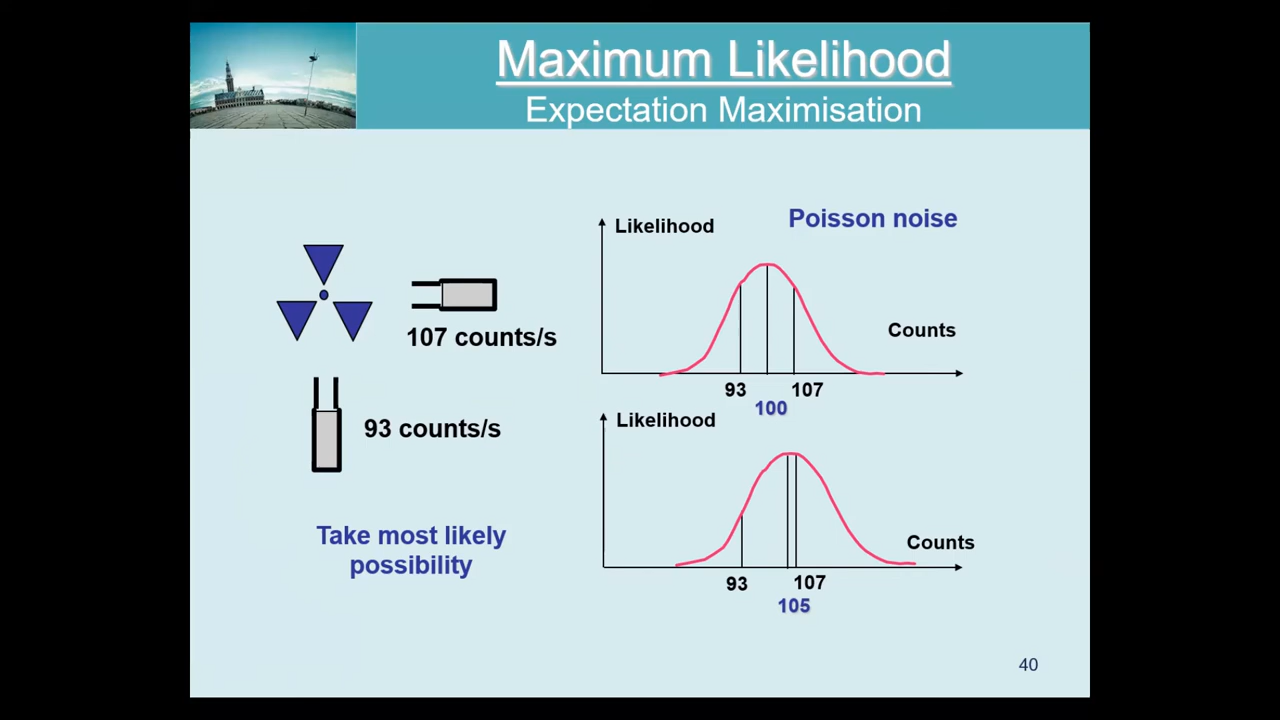 Maximum Likelihood
Expectation Maximisation
107 counts/s
93 counts/s
Take most likely
possibility
Poisson noise
Likelihood
Counts
93
107
100
Likelihood
Counts
93
107
105
40